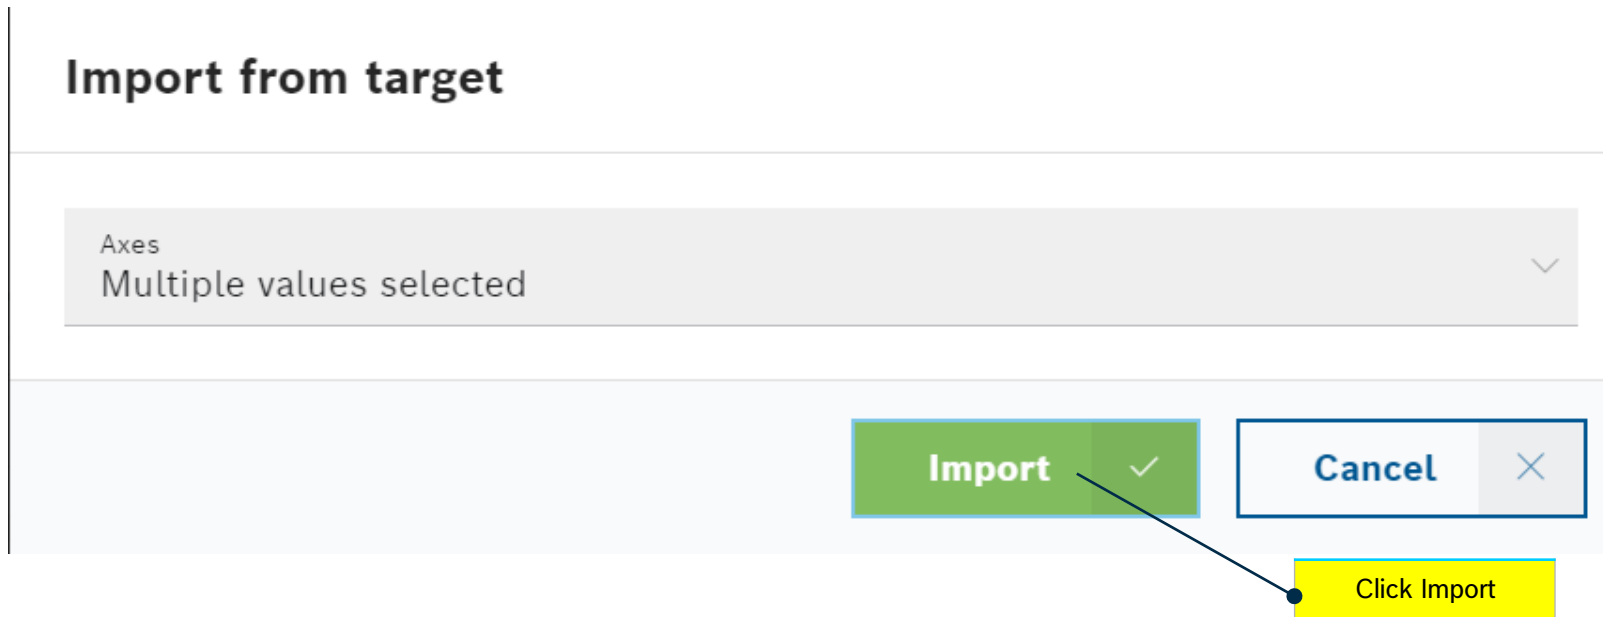 Import from target
Axes
Multiple values selected
Import
Cancel
Click Import